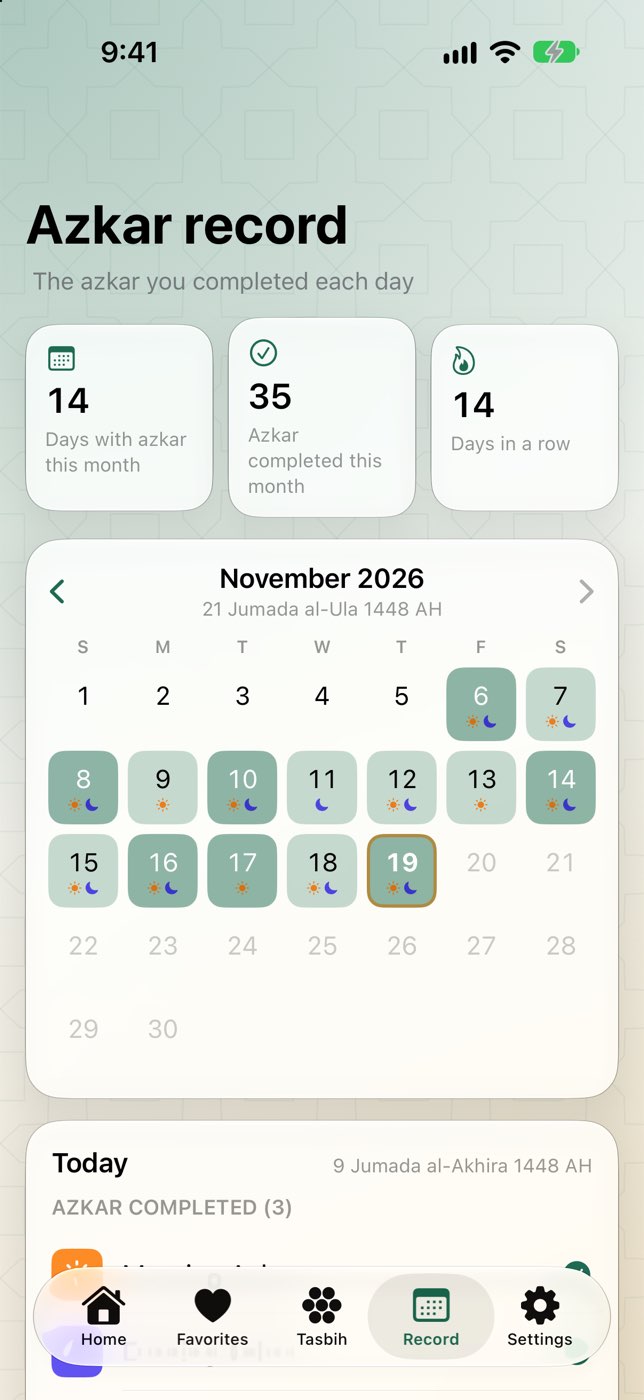 9:41
Azkar record
The azkar you completed each day
14
Days with azkar
this month
35
Azkar
completed this
month
14
Days in a row
November 2026
21 Jumada al-Ula 1448 AH
S M T W T F S
1 2 3 4 5 6 7
8 9 10 11 12 13 14
15 16 17 18 19 20 21
22 23 24 25 26 27 28
29 30
Today
9 Jumada al-Akhira 1448 AH
AZKAR COMPLETED (3)
Home Favorites Tasbih Record Settings